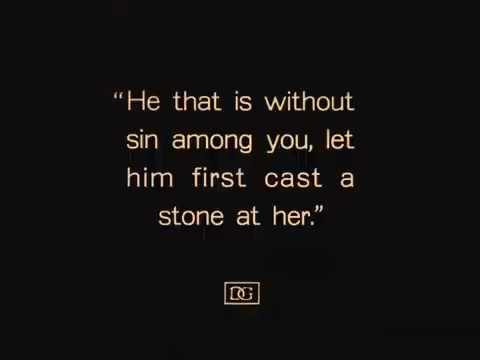 “He that is without
sin among you, let
him first cast a
stone at her.”
DG